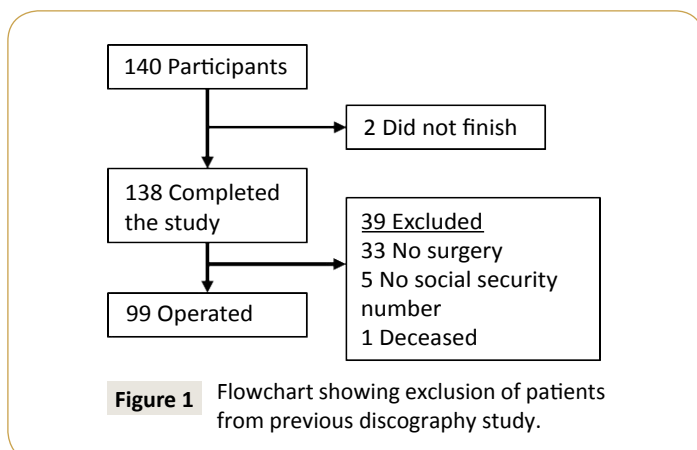 140 Participants
2 Did not finish
138 Completed
the study
39 Excluded
33 No surgery
5 No social security
number
1 Deceased
99 Operated
Figure 1 Flowchart showing exclusion of patients
from previous discography study.